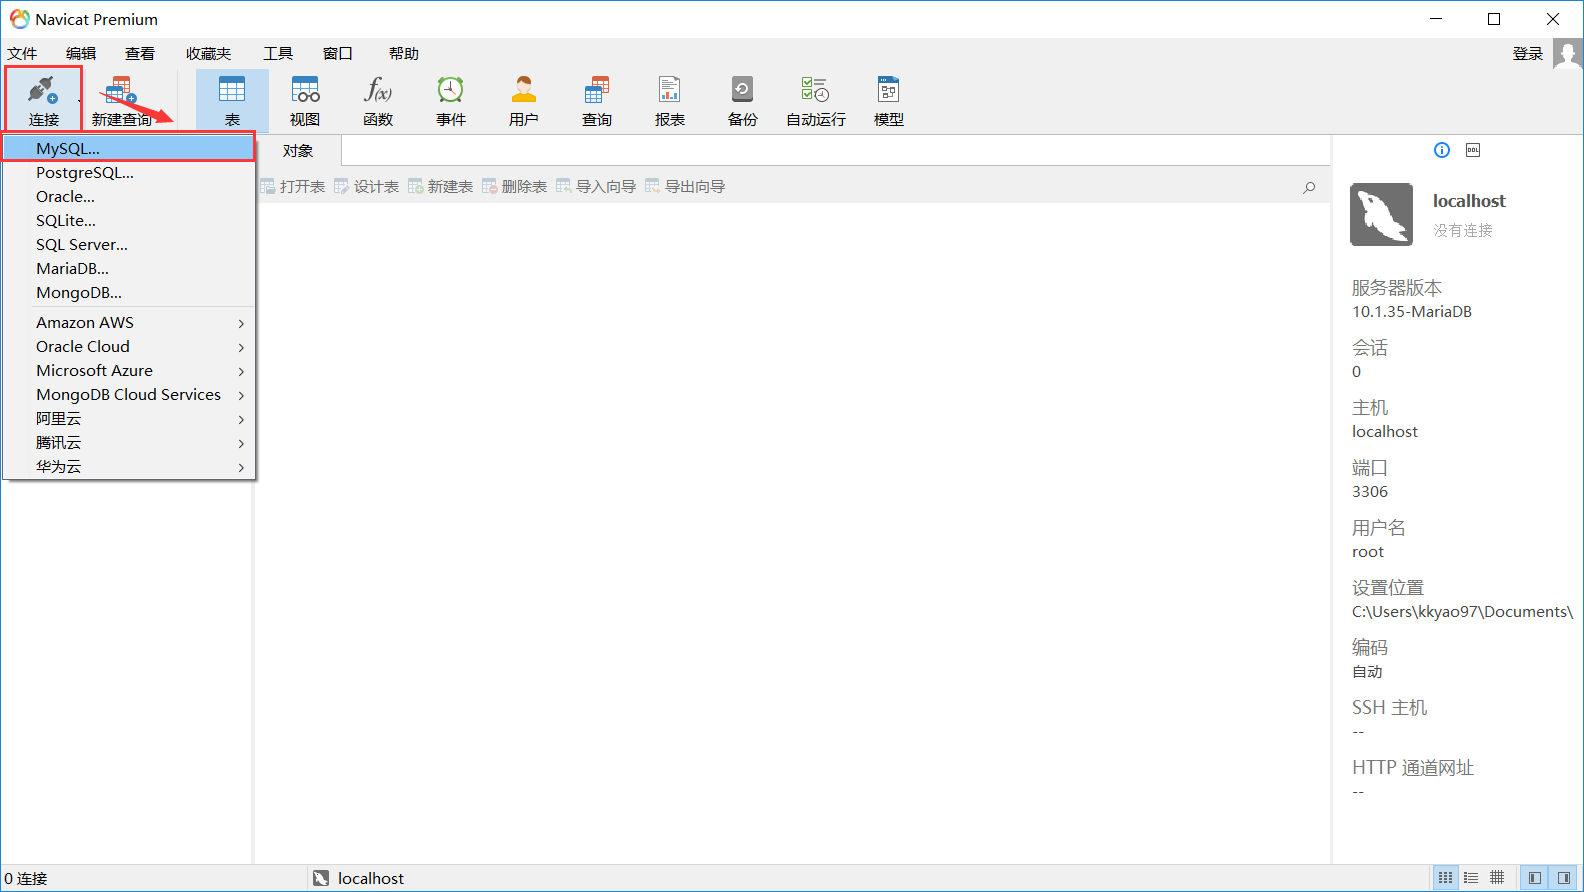 Navicat Premium
文件 编辑 查看 收藏夹 工具 窗口 帮助 登录
连接 新建查询 表 视图 函数 事件 用户 查询 报表 备份 自动运行 模型
MySQL...
PostgreSQL...
Oracle...
SQLite...
SQL Server...
MariaDB...
MongoDB...
Amazon AWS
Oracle Cloud
Microsoft Azure
MongoDB Cloud Services
阿里云
腾讯云
华为云
对象
打开表 设计表 新建表 删除表 导入向导 导出向导
DDL
localhost
没有连接
服务器版本
10.1.35-MariaDB
会话
0
主机
localhost
端口
3306
用户名
root
设置位置
C:\Users\kkyao97\Documents\
编码
自动
SSH 主机
--
HTTP 通道网址
--
0 连接 localhost